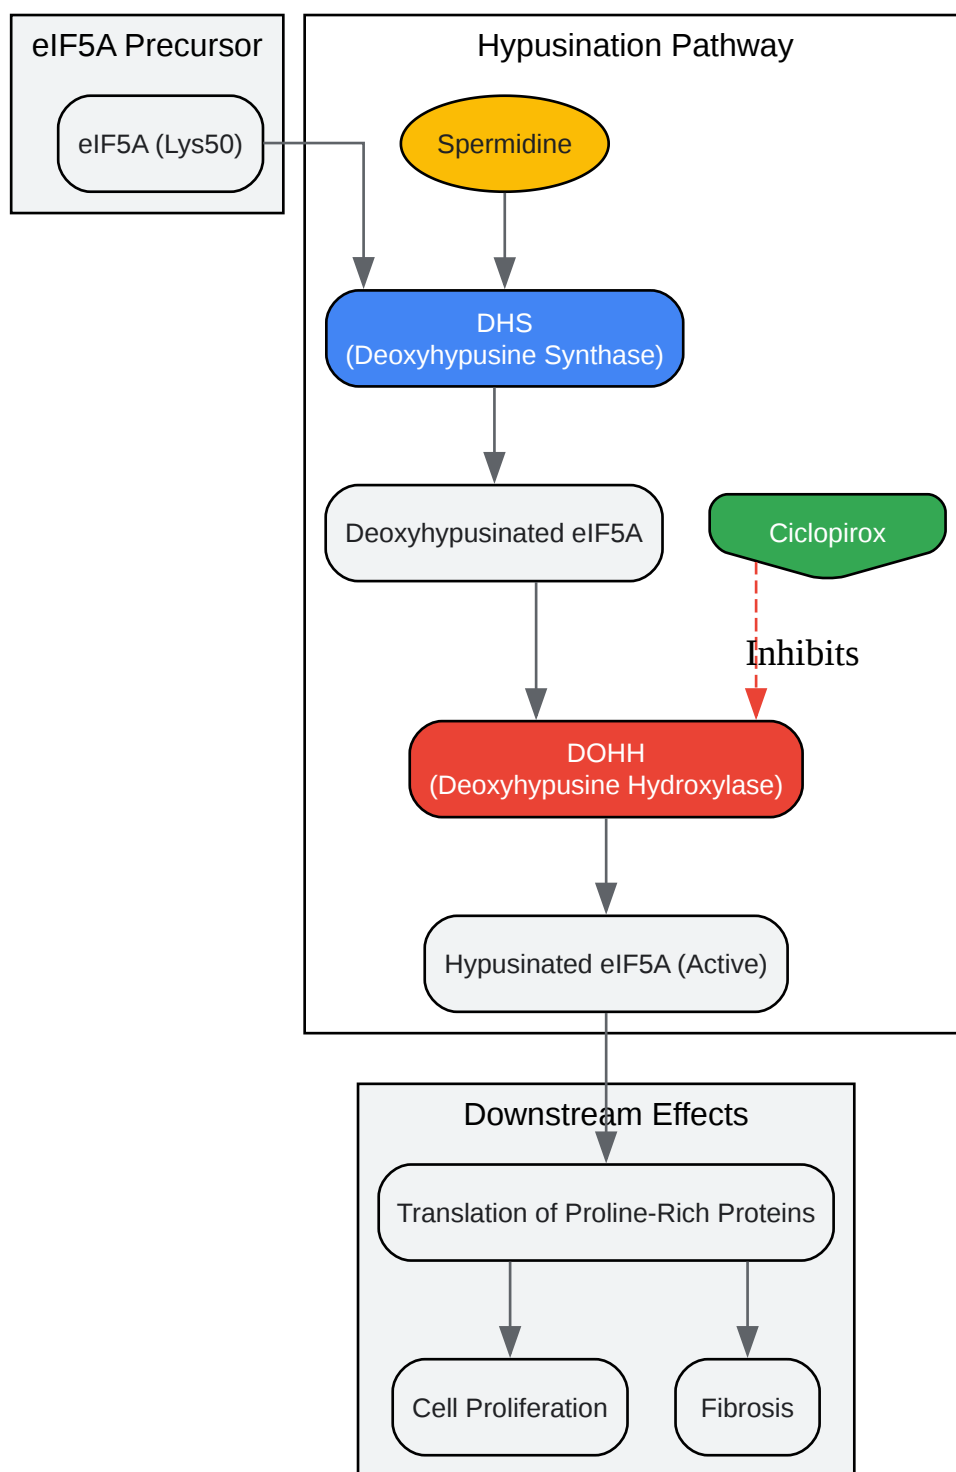 eIF5A Precursor
Hypusination Pathway
eIF5A (Lys50)
Spermidine
DHS
(Deoxyhypusine Synthase)
Deoxyhypusinated eIF5A
Ciclopirox
Inhibits
DOHH
(Deoxyhypusine Hydroxylase)
Hypusinated eIF5A (Active)
Downstream Effects
Translation of Proline-Rich Proteins
Cell Proliferation
Fibrosis